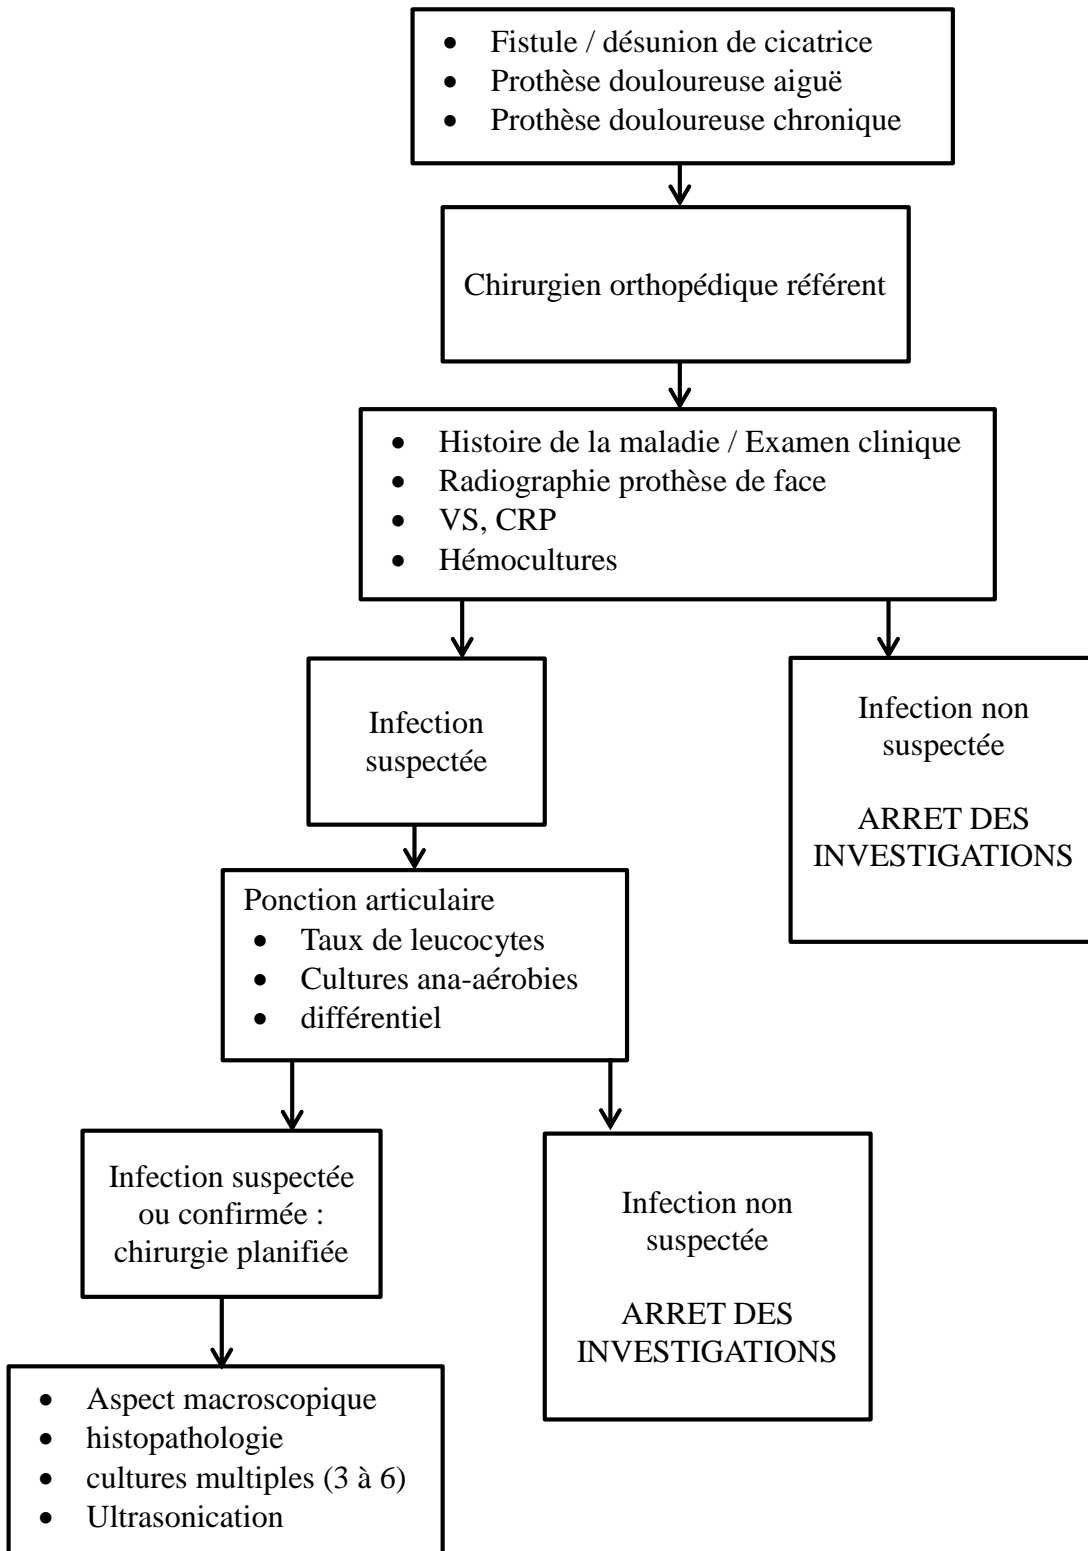 • Fistule / désunion de cicatrice
• Prothèse douloureuse aiguë
• Prothèse douloureuse chronique
Chirurgien orthopédique référent
• Histoire de la maladie / Examen clinique
• Radiographie prothèse de face
• VS, CRP
• Hémocultures
Infection
suspectée
Infection non
suspectée
ARRET DES
INVESTIGATIONS
Ponction articulaire
• Taux de leucocytes
• Cultures ana-aérobies
• différentiel
Infection suspectée
ou confirmée :
chirurgie planifiée
Infection non
suspectée
ARRET DES
INVESTIGATIONS
• Aspect macroscopique
• histopathologie
• cultures multiples (3 à 6)
• Ultrasonication